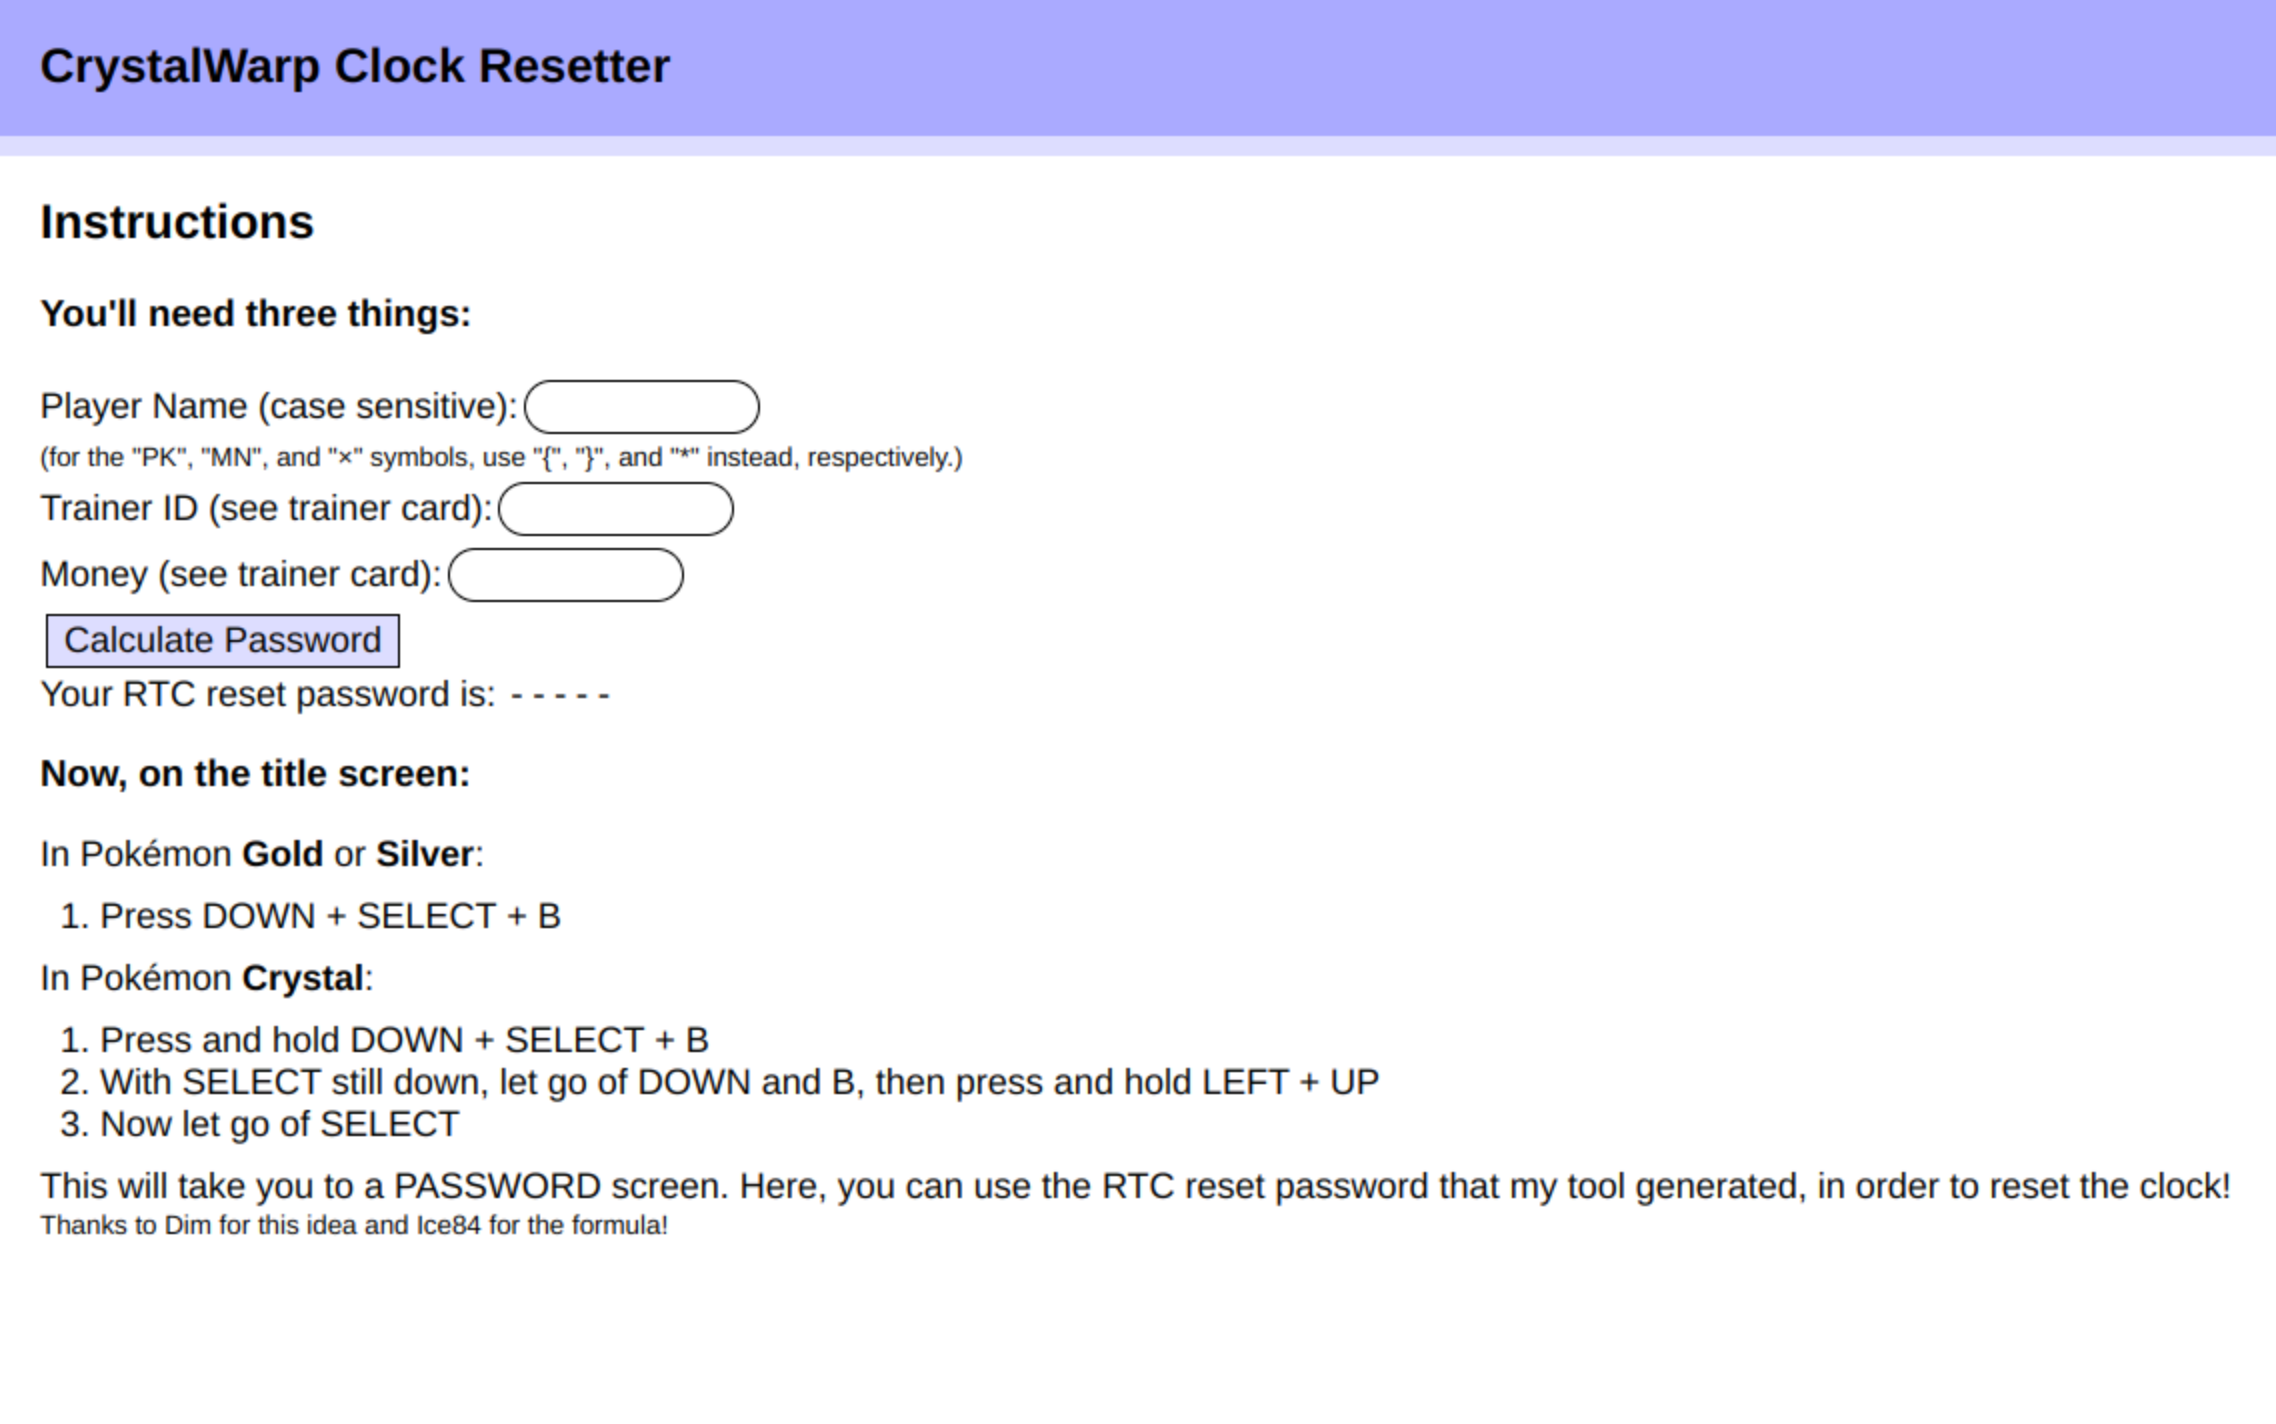 CrystalWarp Clock Resetter
Instructions
You'll need three things:
Player Name (case sensitive):
(for the "PK", "MN", and "×" symbols, use "{", "}", and "*" instead, respectively.)
Trainer ID (see trainer card):
Money (see trainer card):
Calculate Password
Your RTC reset password is: - - - - -
Now, on the title screen:
In Pokémon Gold or Silver:
1. Press DOWN + SELECT + B
In Pokémon Crystal:
1. Press and hold DOWN + SELECT + B
2. With SELECT still down, let go of DOWN and B, then press and hold LEFT + UP
3. Now let go of SELECT
This will take you to a PASSWORD screen. Here, you can use the RTC reset password that my tool generated, in order to reset the clock!
Thanks to Dim for this idea and Ice84 for the formula!